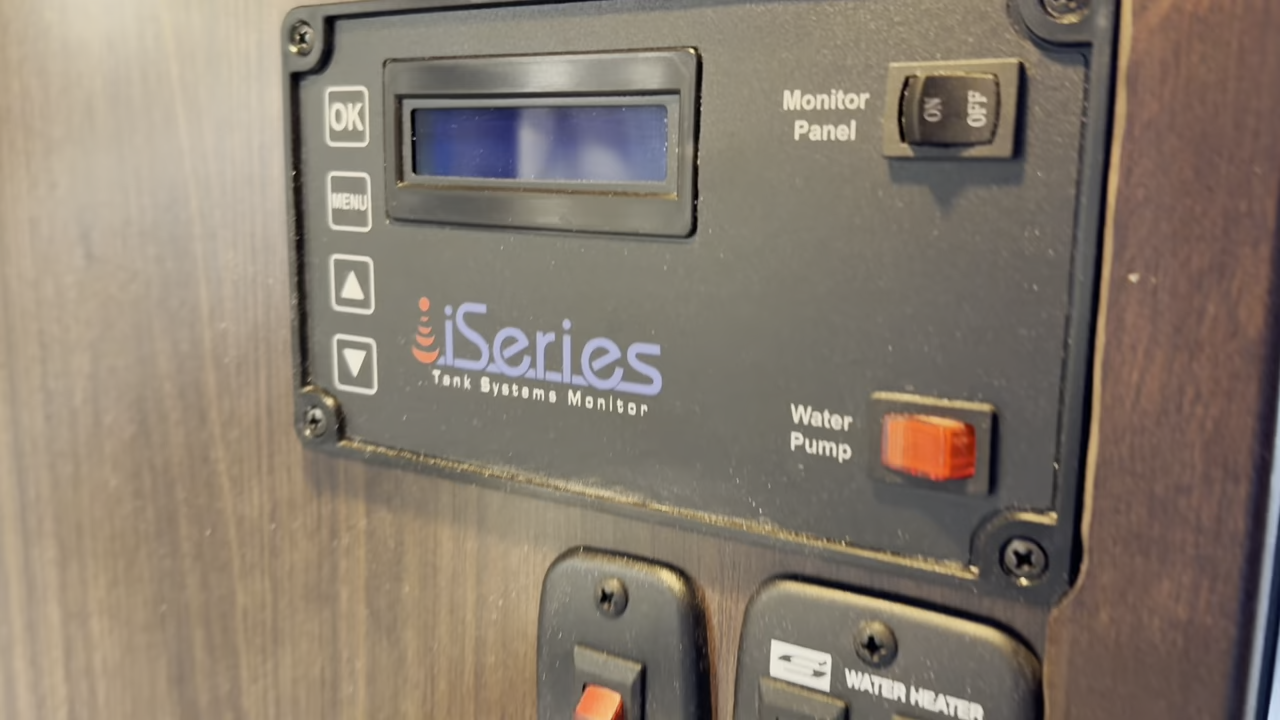 OK
MENU
Monitor
Panel
ON
OFF
iSeries
Tank Systems Monitor
Water
Pump
WATER HEATER